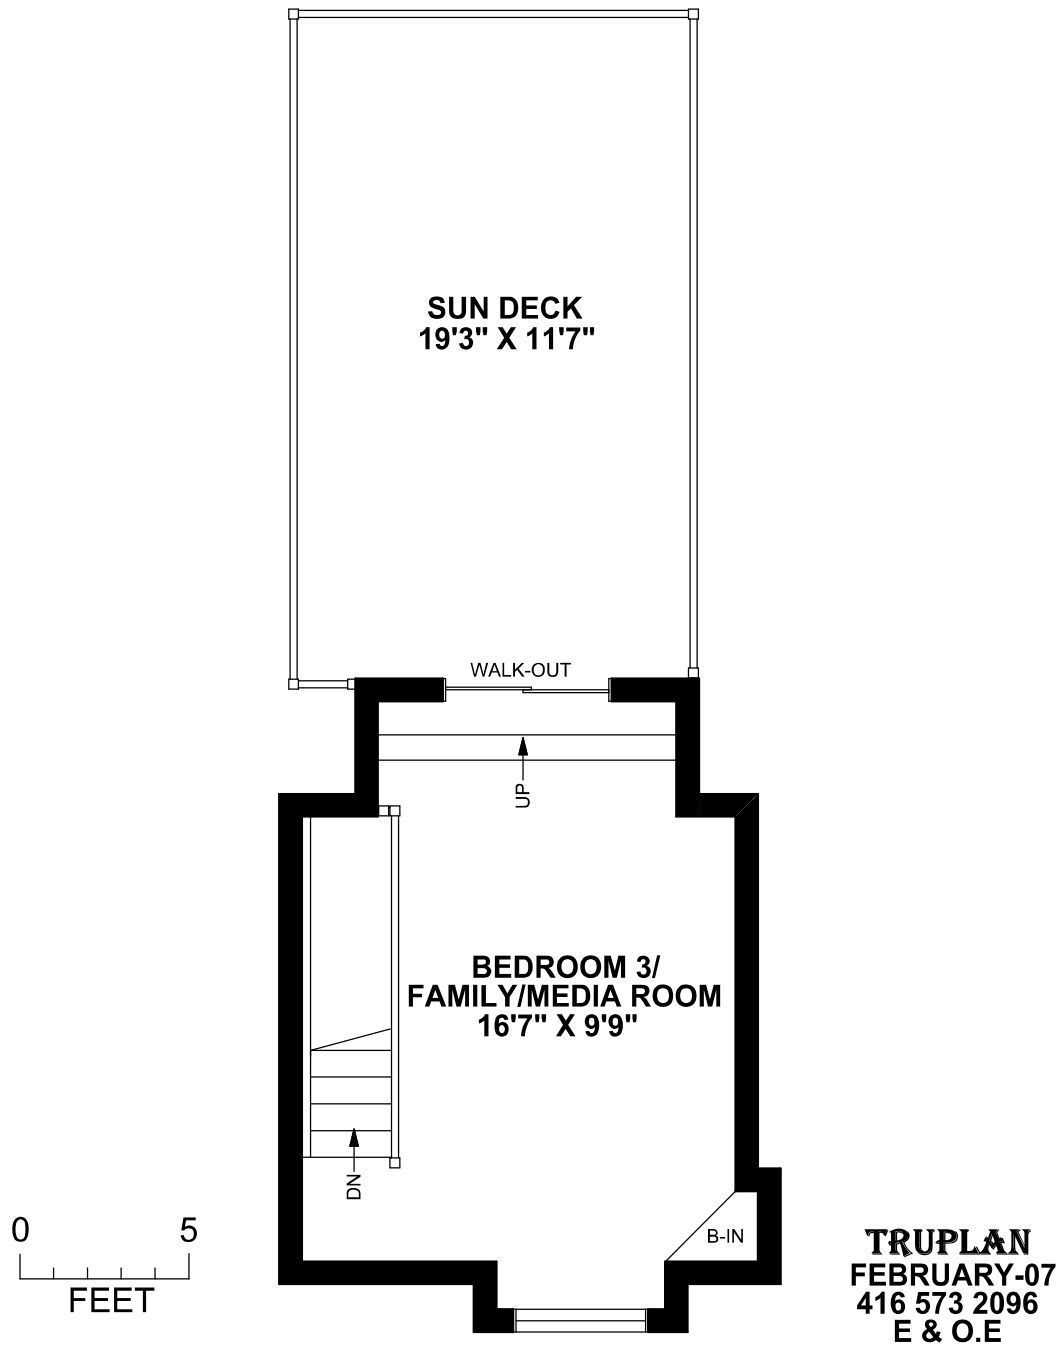 SUN DECK
19'3" X 11'7"
WALK-OUT
UP
BEDROOM 3/
FAMILY/MEDIA ROOM
16'7" X 9'9"
DN
B-IN
0 5
FEET
TRUPLAN
FEBRUARY-07
416 573 2096
E & O.E